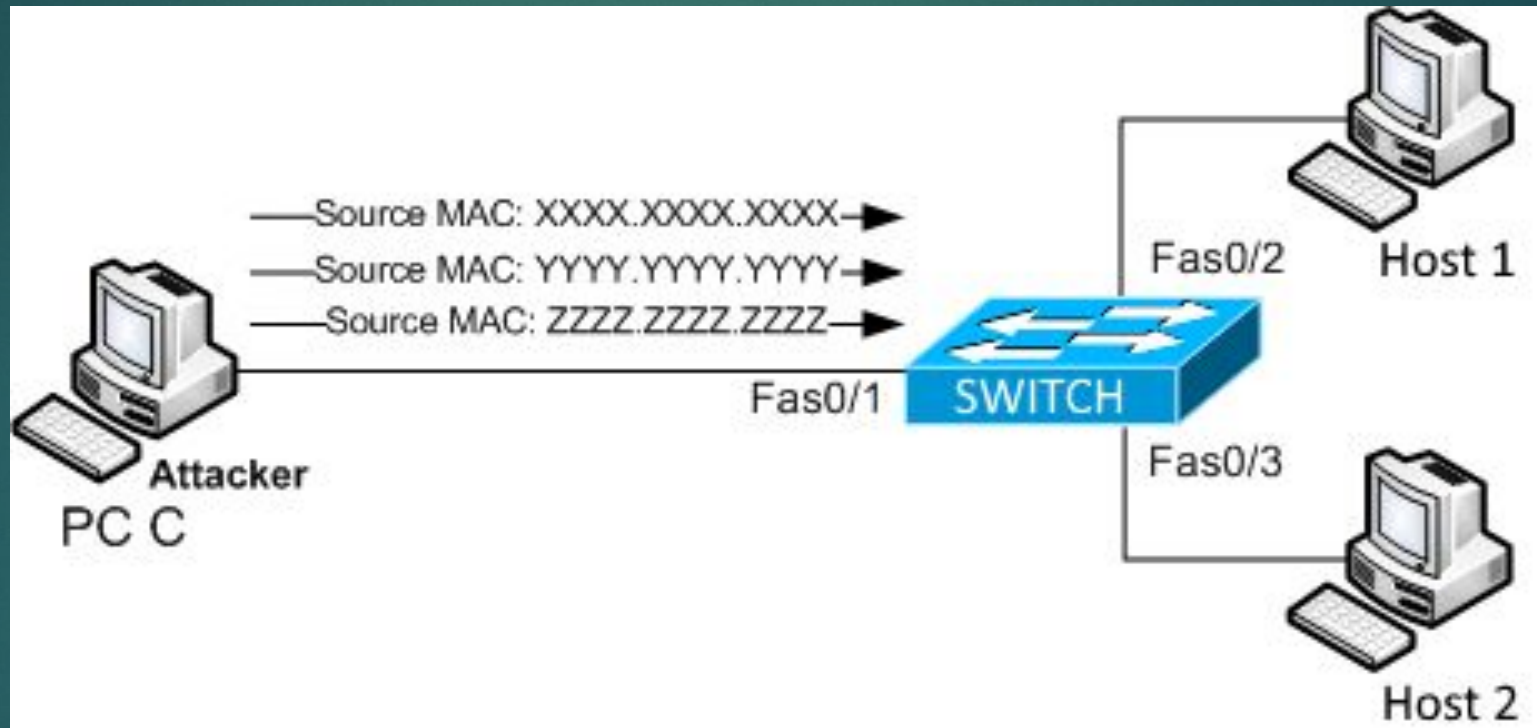 Source MAC: XXXX.XXXX.XXXX
Source MAC: YYYY.YYYY.YYYY
Source MAC: ZZZZ.ZZZZ.ZZZZ
Fas0/2
Host 1
Fas0/1
SWITCH
Fas0/3
Attacker
PC C
Host 2